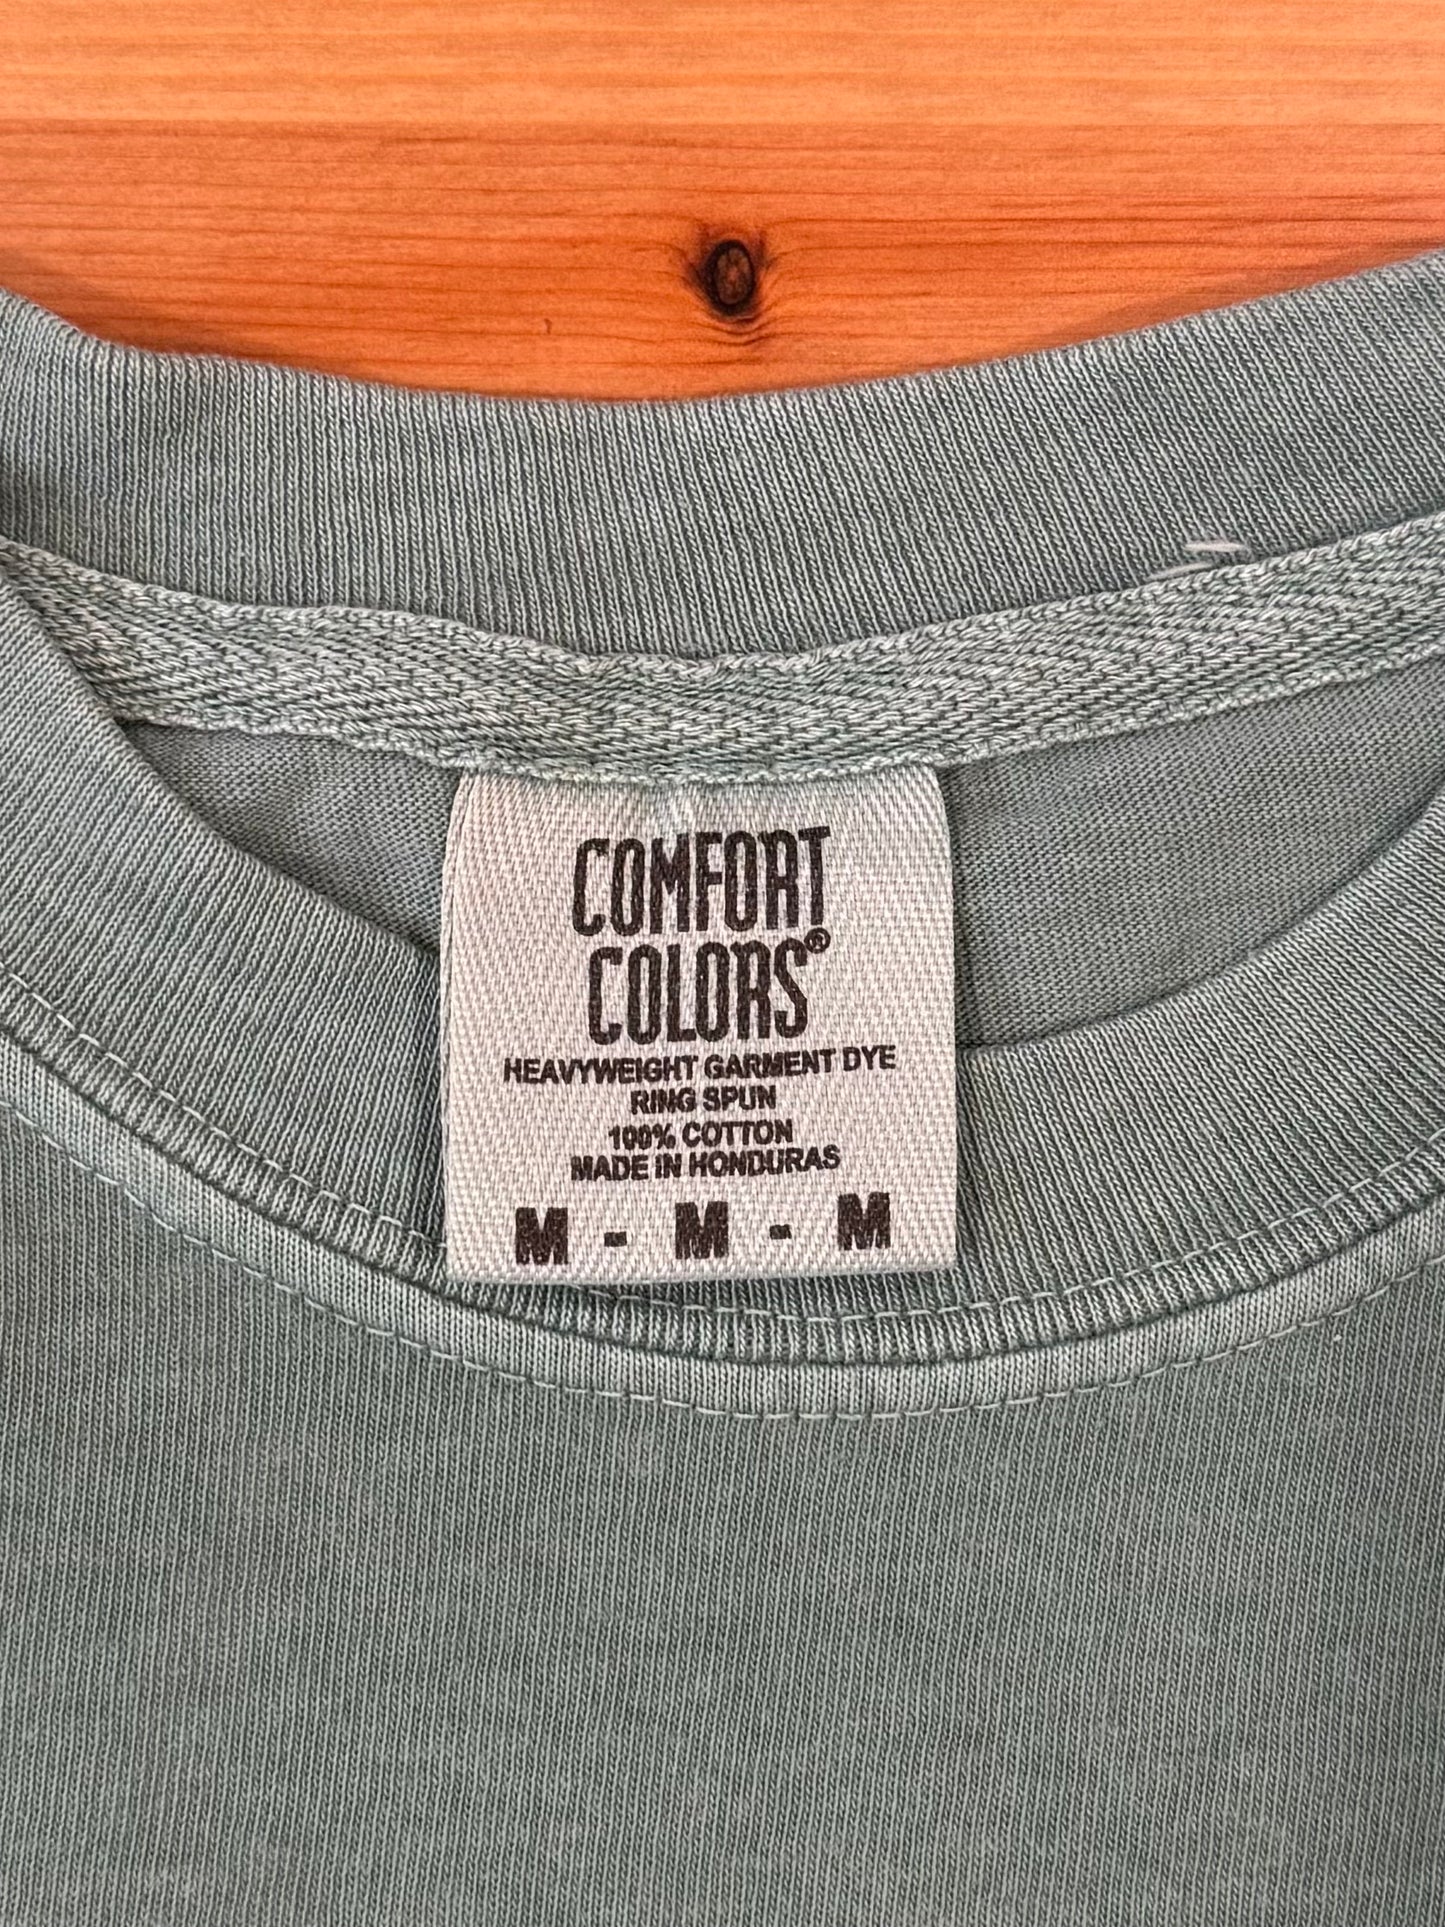 COMFORT
COLORS®
HEAVYWEIGHT GARMENT DYE
RING SPUN
100% COTTON
MADE IN HONDURAS
M - M - M